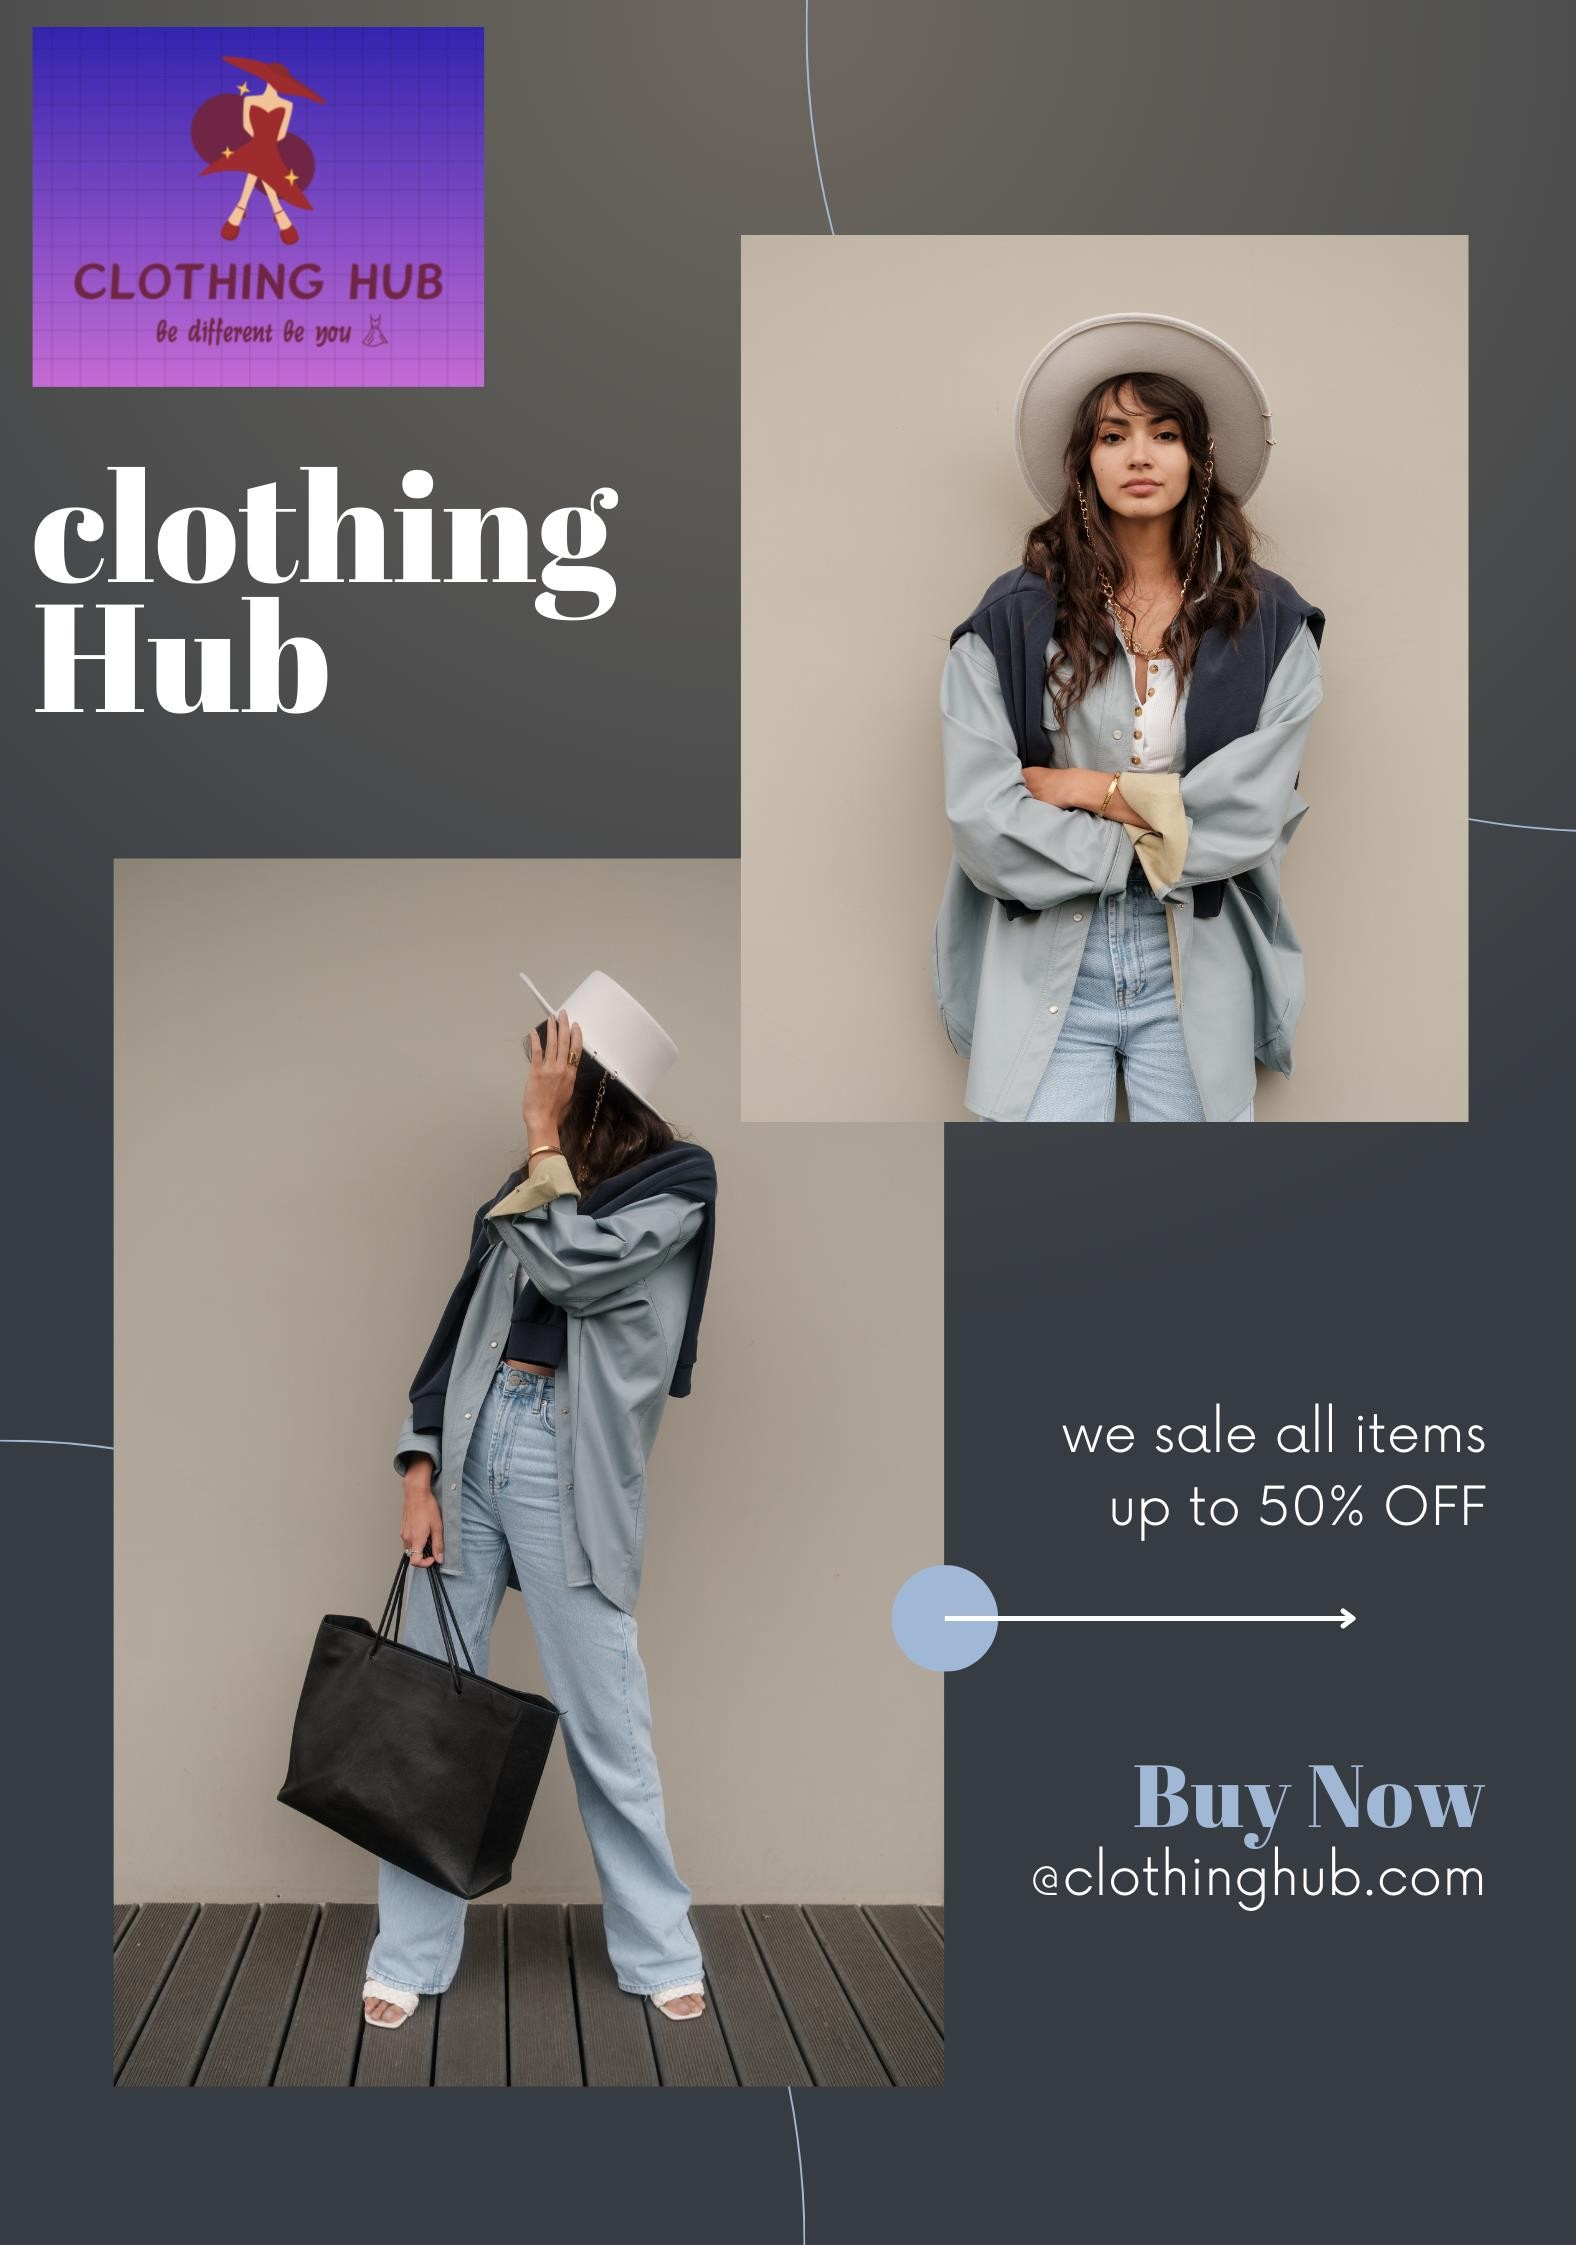 CLOTHING HUB
be different be you
clothing
Hub
we sale all items
up to 50% OFF
Buy Now
@clothinghub.com